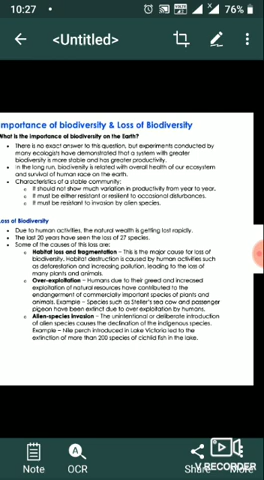 10:27
76%
<Untitled>
mportance of biodiversity & Loss of Biodiversity
What is the importance of biodiversity on the Earth?
• There is no exact answer to this question, but experiments conducted by
many ecologists have demonstrated that a system with greater
biodiversity is more stable and has greater productivity.
• In the long run, biodiversity is related with overall health of our ecosystem
and survival of human race on the earth.
• Characteristics of a stable community:
o It should not show much variation in productivity from year to year.
o It must be either resistant or resilient to occasional disturbances.
o It must be resistant to invasion by alien species.
Loss of Biodiversity
• Due to human activities, the natural wealth is getting lost rapidly.
• The last 20 years have seen the loss of 27 species.
• Some of the causes of this loss are:
o Habitat loss and fragmentation – This is the major cause for loss of
biodiversity. Habitat destruction is caused by human activities such
as deforestation and increasing pollution, leading to the loss of
many plants and animals.
o Over-exploitation – Humans due to their greed and increased
exploitation of natural resources have contributed to the
endangerment of commercially important species of plants and
animals. Example – Species such as Steller's sea cow and passenger
pigeon have been extinct due to over exploitation by humans.
o Alien-species invasion – The unintentional or deliberate introduction
of alien species causes the declination of the indigenous species.
Example – Nile perch introduced in Lake Victoria led to the
extinction of more than 200 species of cichlid fish in the lake.
Note
OCR
Share
More
V RECORDER